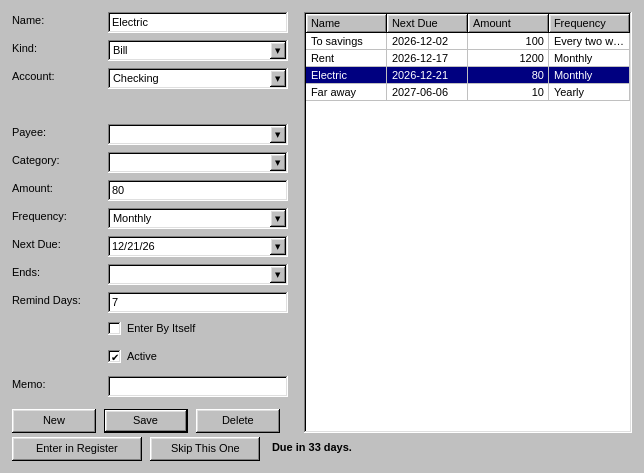 Name: Electric
Kind: Bill
Account: Checking
Payee:
Category:
Amount: 80
Frequency: Monthly
Next Due: 12/21/26
Ends:
Remind Days: 7
Enter By Itself
Active
Memo:
New Save Delete
Enter in Register Skip This One Due in 33 days.
Name Next Due Amount Frequency
To savings 2026-12-02 100 Every two w…
Rent 2026-12-17 1200 Monthly
Electric 2026-12-21 80 Monthly
Far away 2027-06-06 10 Yearly